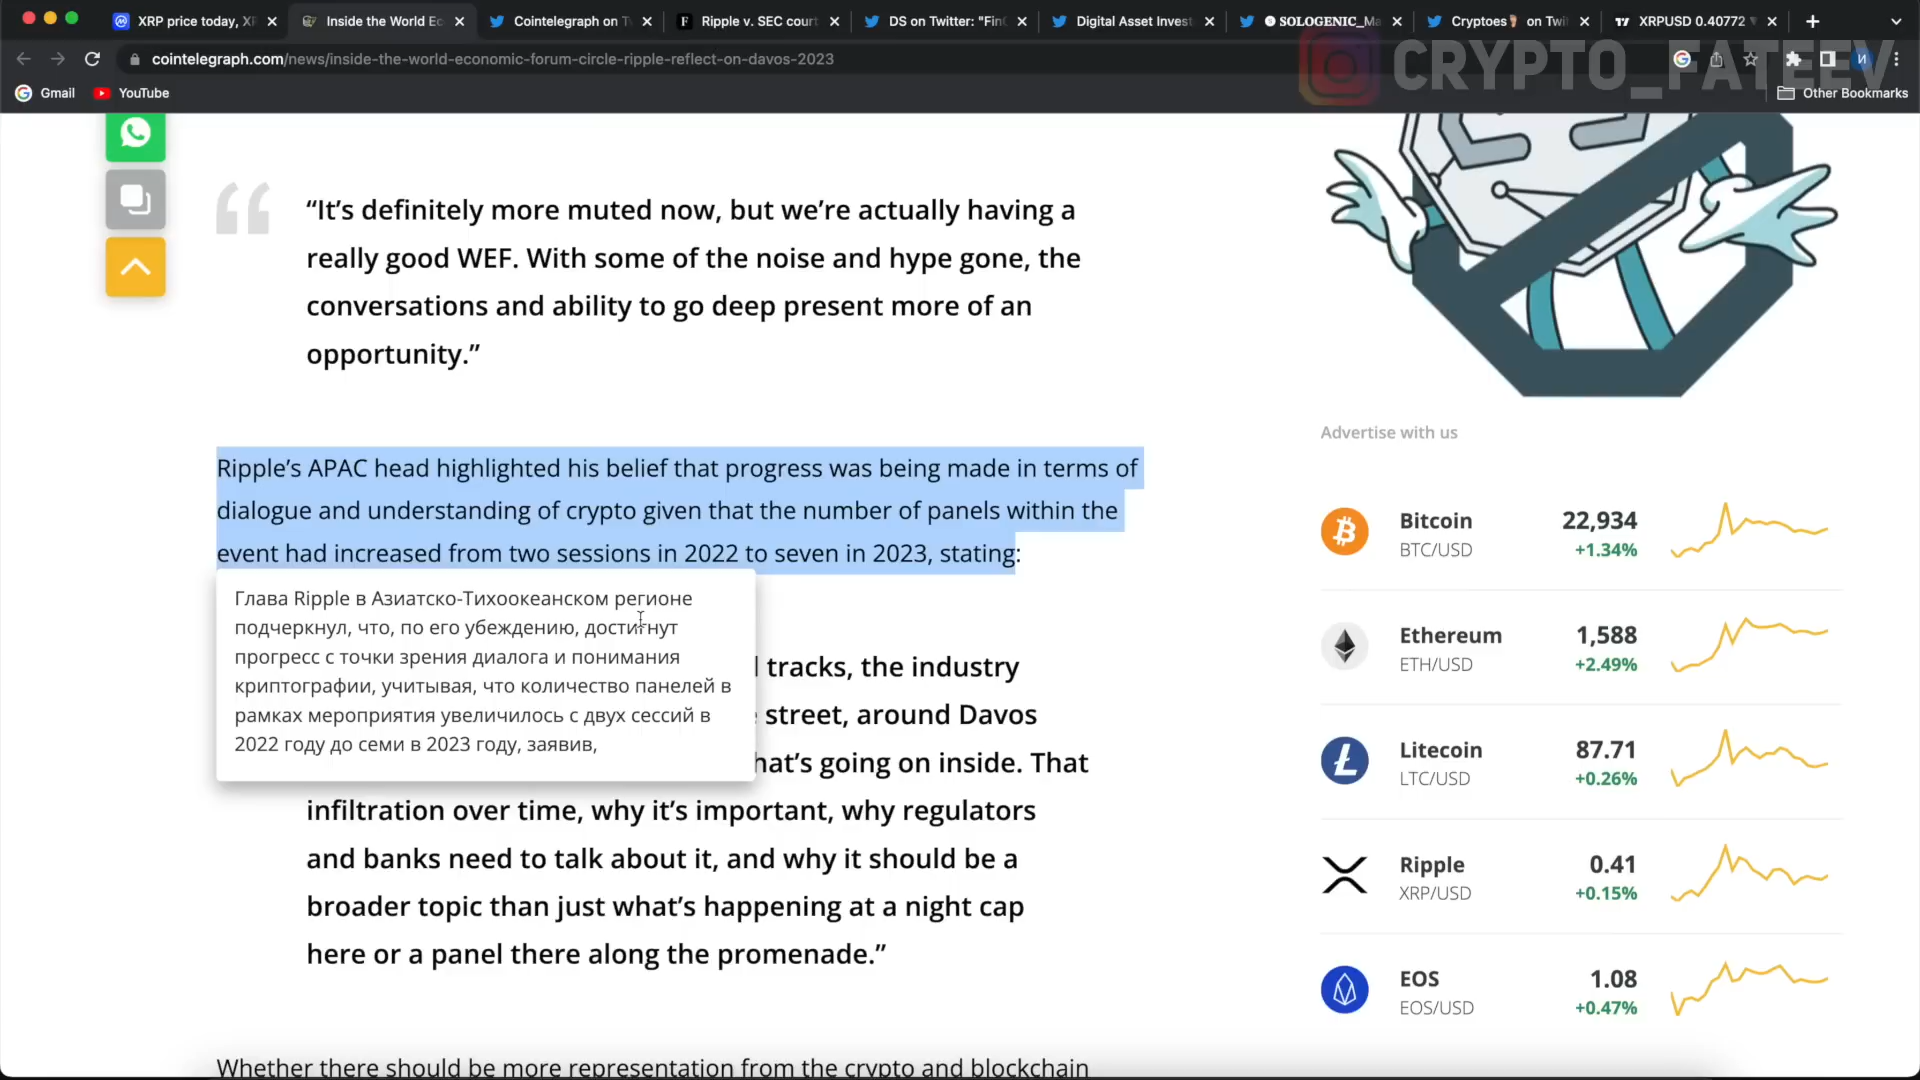 XRP price today, XR
Inside the World Ec
Cointelegraph on Tw
Ripple v. SEC court
DS on Twitter: "Fin
Digital Asset Invest
SOLOGENIC_Ma
Cryptoes on Twi
XRPUSD 0.40772
cointelegraph.com/news/inside-the-world-economic-forum-circle-ripple-reflect-on-davos-2023
CRYPTO_FATEEV
И
Gmail
YouTube
Other Bookmarks
“It’s definitely more muted now, but we’re actually having a
really good WEF. With some of the noise and hype gone, the
conversations and ability to go deep present more of an
opportunity.”
Ripple’s APAC head highlighted his belief that progress was being made in terms of
dialogue and understanding of crypto given that the number of panels within the
event had increased from two sessions in 2022 to seven in 2023, stating:
Глава Ripple в Азиатско-Тихоокеанском регионе
подчеркнул, что, по его убеждению, достигнут
прогресс с точки зрения диалога и понимания
криптографии, учитывая, что количество панелей в
рамках мероприятия увеличилось с двух сессий в
2022 году до семи в 2023 году, заявив,
tracks, the industry
street, around Davos
hat’s going on inside. That
infiltration over time, why it’s important, why regulators
and banks need to talk about it, and why it should be a
broader topic than just what’s happening at a night cap
here or a panel there along the promenade.”
Whether there should be more representation from the crypto and blockchain
Advertise with us
Bitcoin 22,934
BTC/USD +1.34%
Ethereum 1,588
ETH/USD +2.49%
Litecoin 87.71
LTC/USD +0.26%
Ripple 0.41
XRP/USD +0.15%
EOS 1.08
EOS/USD +0.47%